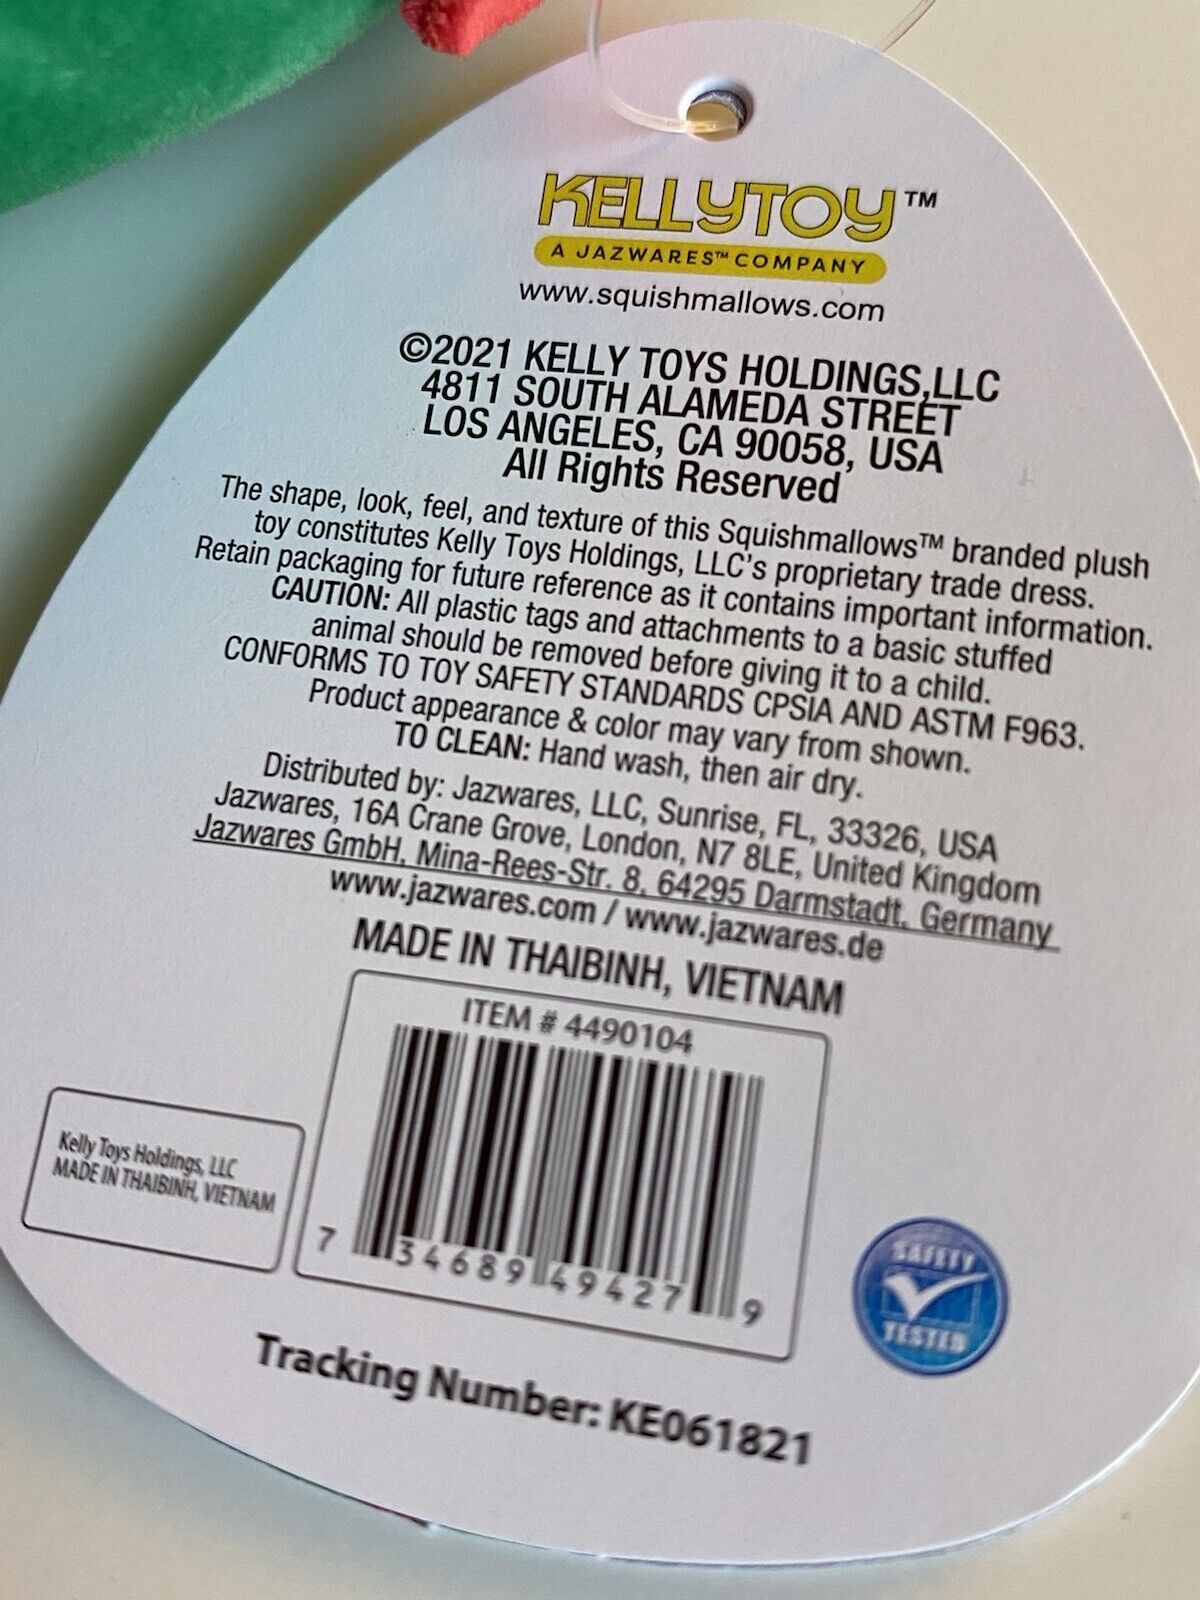 KELLYTOY™
A JAZWARES™ COMPANY
www.squishmallows.com
©2021 KELLY TOYS HOLDINGS,LLC
4811 SOUTH ALAMEDA STREET
LOS ANGELES, CA 90058, USA
All Rights Reserved
The shape, look, feel, and texture of this Squishmallows™ branded plush
toy constitutes Kelly Toys Holdings, LLC's proprietary trade dress.
Retain packaging for future reference as it contains important information.
CAUTION: All plastic tags and attachments to a basic stuffed
animal should be removed before giving it to a child.
CONFORMS TO TOY SAFETY STANDARDS CPSIA AND ASTM F963.
Product appearance & color may vary from shown.
TO CLEAN: Hand wash, then air dry.
Distributed by: Jazwares, LLC, Sunrise, FL, 33326, USA
Jazwares, 16A Crane Grove, London, N7 8LE, United Kingdom
Jazwares GmbH, Mina-Rees-Str. 8, 64295 Darmstadt, Germany
www.jazwares.com / www.jazwares.de
MADE IN THAIBINH, VIETNAM
ITEM # 4490104
7 34689 49427 9
Kelly Toys Holdings, LLC
MADE IN THAIBINH, VIETNAM
SAFETY
TESTED
Tracking Number: KE061821